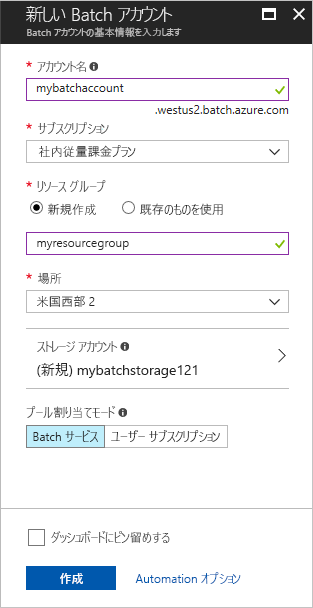 新しい Batch アカウント
Batch アカウントの基本情報を入力します
* アカウント名
mybatchaccount
.westus2.batch.azure.com
* サブスクリプション
社内従量課金プラン
* リソース グループ
新規作成 既存のものを使用
myresourcegroup
* 場所
米国西部 2
ストレージ アカウント
(新規) mybatchstorage121
プール割り当てモード
Batch サービス ユーザー サブスクリプション
ダッシュボードにピン留めする
作成 Automation オプション